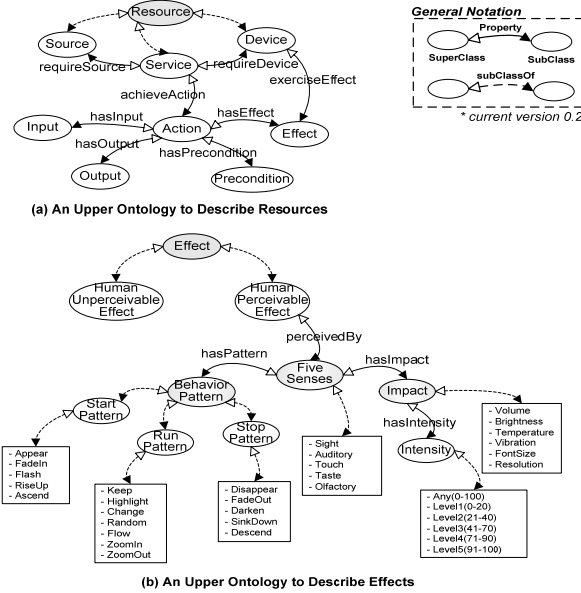 Resource
Source
Device
Service
requireSource
requireDevice
achieveAction
exerciseEffect
hasInput
hasEffect
Input
Action
Effect
hasOutput
hasPrecondition
Output
Precondition
(a) An Upper Ontology to Describe Resources
General Notation
Property
SuperClass
SubClass
subClassOf
* current version 0.2
Effect
Human
Unperceivable
Effect
Human
Perceivable
Effect
perceivedBy
hasPattern
Five
Senses
hasImpact
Behavior
Pattern
Impact
Start
Pattern
Run
Pattern
Stop
Pattern
hasIntensity
Intensity
- Appear
- FadeIn
- Flash
- RiseUp
- Ascend
- Keep
- Highlight
- Change
- Random
- Flow
- ZoomIn
- ZoomOut
- Disappear
- FadeOut
- Darken
- SinkDown
- Descend
- Sight
- Auditory
- Touch
- Taste
- Olfactory
- Volume
- Brightness
- Temperature
- Vibration
- FontSize
- Resolution
- Any(0-100)
- Level1(0-20)
- Level2(21-40)
- Level3(41-70)
- Level4(71-90)
- Level5(91-100)
(b) An Upper Ontology to Describe Effects